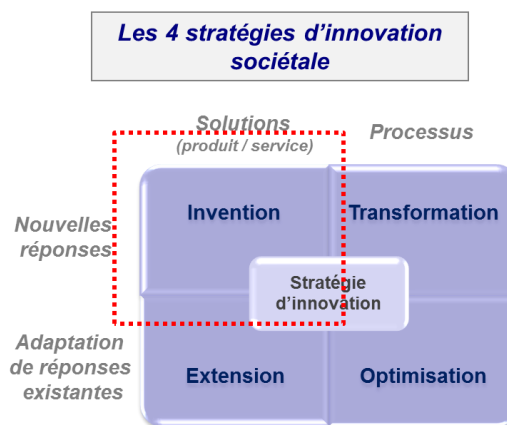 Les 4 stratégies d’innovation
sociétale
Solutions
(produit / service)
Processus
Nouvelles
réponses
Invention
Transformation
Stratégie
d’innovation
Adaptation
de réponses
existantes
Extension
Optimisation